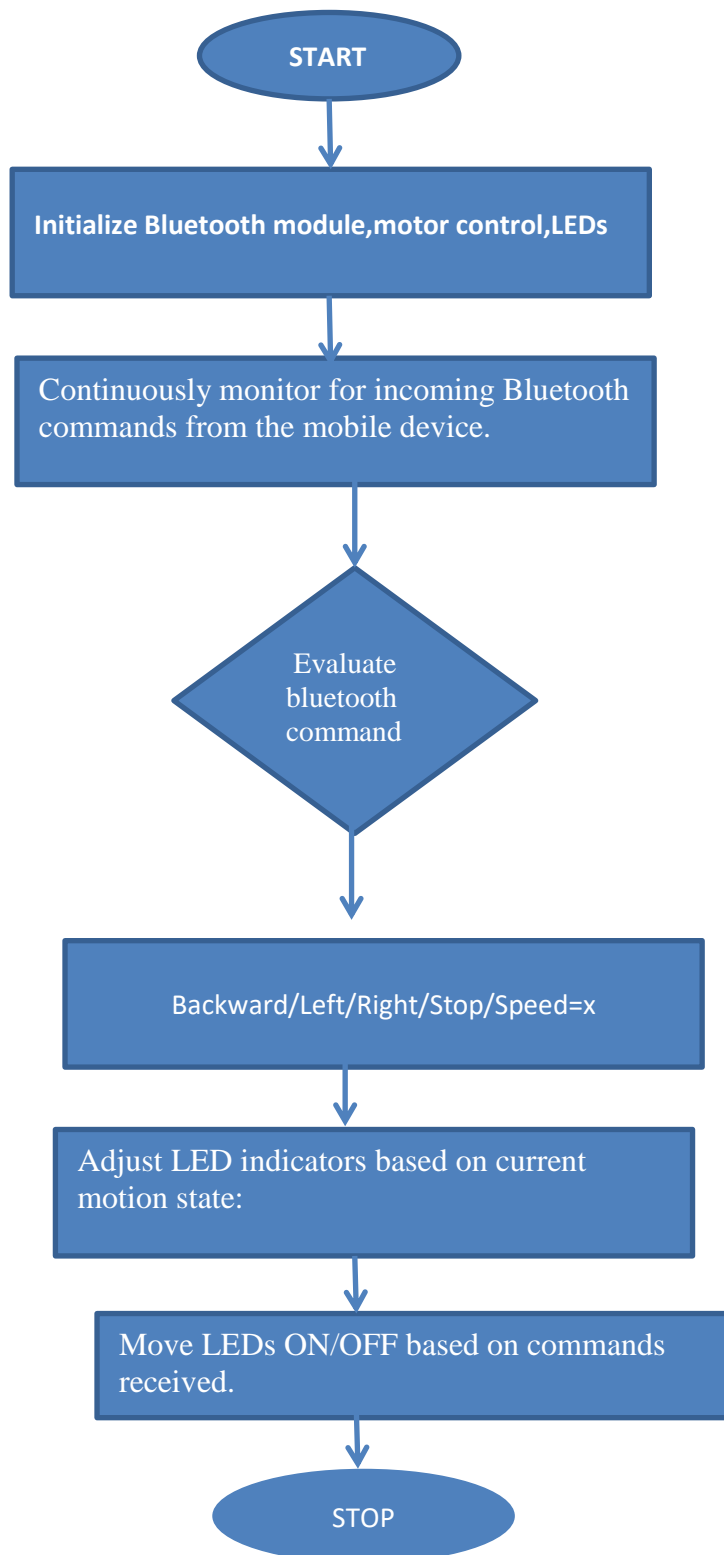 START
Initialize Bluetooth module,motor control,LEDs
Continuously monitor for incoming Bluetooth
commands from the mobile device.
Evaluate
bluetooth
command
Backward/Left/Right/Stop/Speed=x
Adjust LED indicators based on current
motion state:
Move LEDs ON/OFF based on commands
received.
STOP